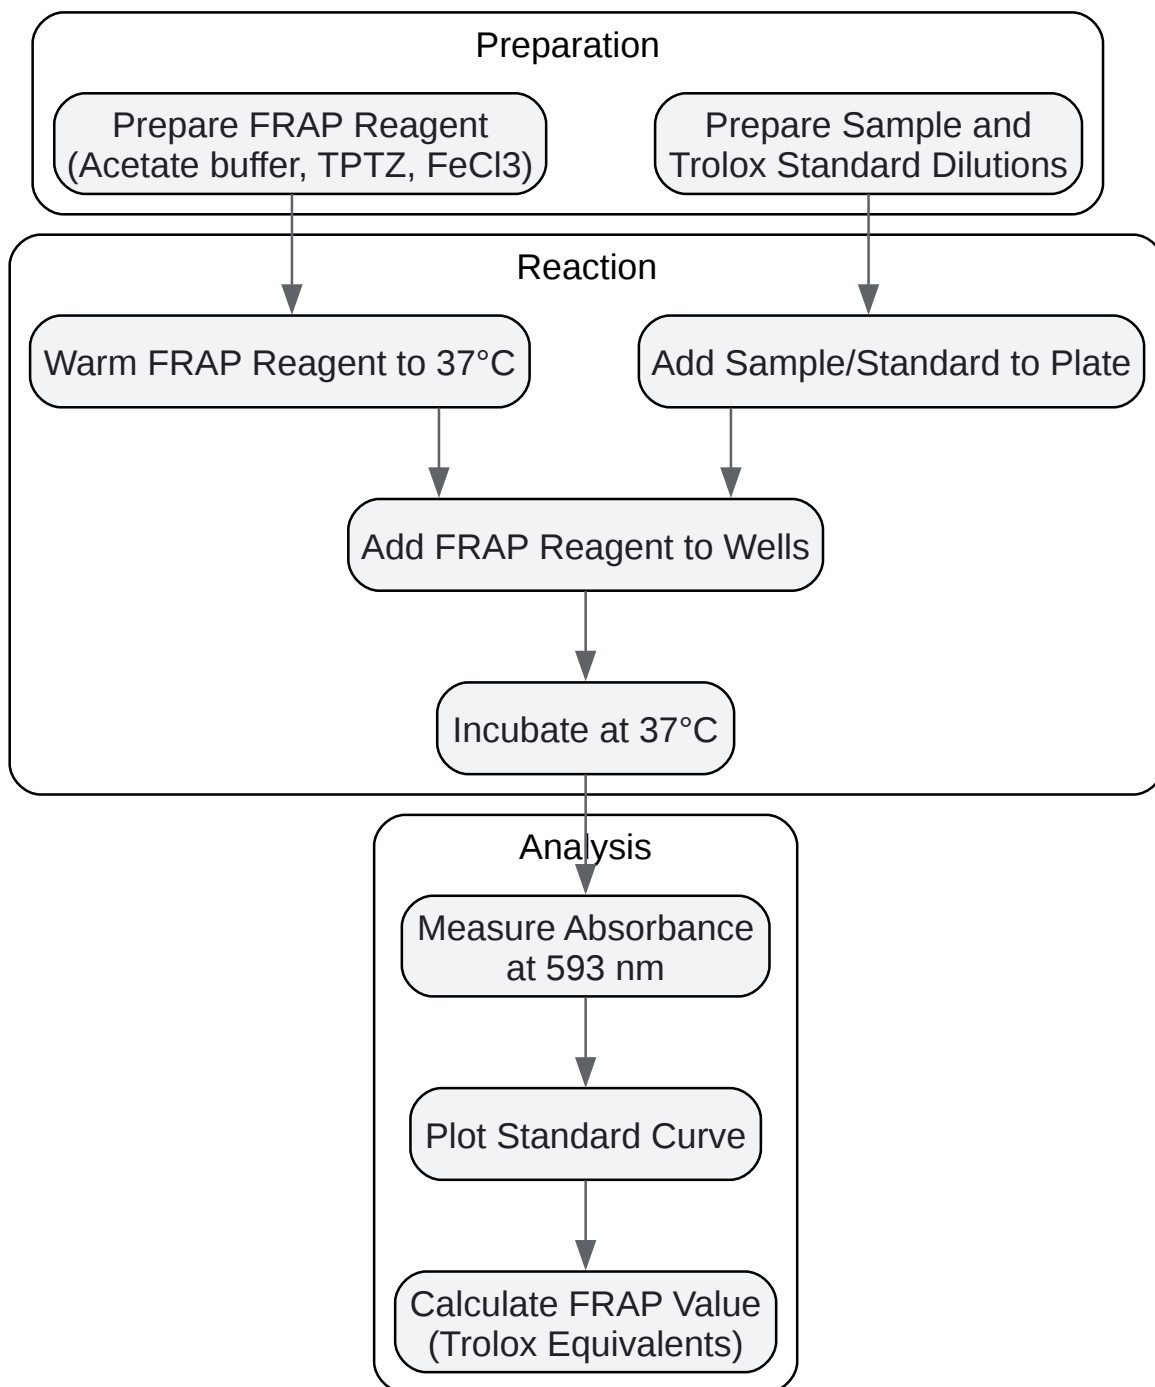 Preparation
Prepare FRAP Reagent
(Acetate buffer, TPTZ, FeCl3)
Prepare Sample and
Trolox Standard Dilutions
Reaction
Warm FRAP Reagent to 37°C
Add Sample/Standard to Plate
Add FRAP Reagent to Wells
Incubate at 37°C
Analysis
Measure Absorbance
at 593 nm
Plot Standard Curve
Calculate FRAP Value
(Trolox Equivalents)